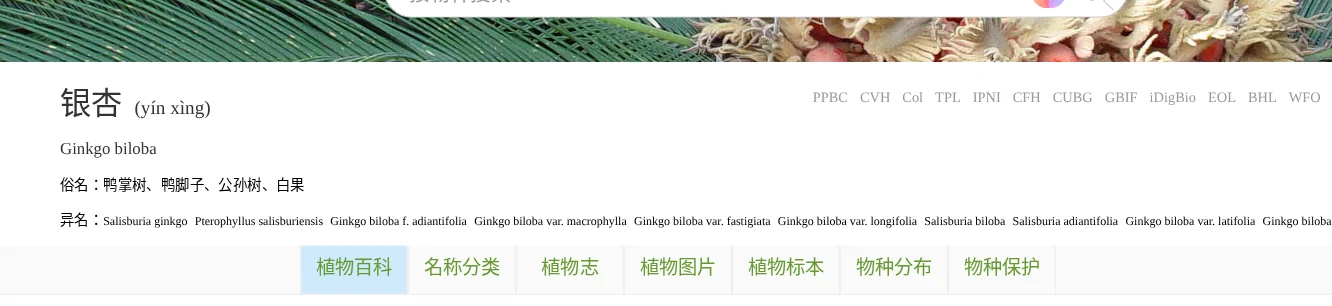 银杏 (yín xìng)
PPBC CVH Col TPL IPNI CFH CUBG GBIF iDigBio EOL BHL WFO
Ginkgo biloba
俗名：鸭掌树、鸭脚子、公孙树、白果
异名：Salisburia ginkgo Pterophyllus salisburiensis Ginkgo biloba f. adiantifolia Ginkgo biloba var. macrophylla Ginkgo biloba var. fastigiata Ginkgo biloba var. longifolia Salisburia biloba Salisburia adiantifolia Ginkgo biloba var. latifolia Ginkgo biloba
植物百科 名称分类 植物志 植物图片 植物标本 物种分布 物种保护